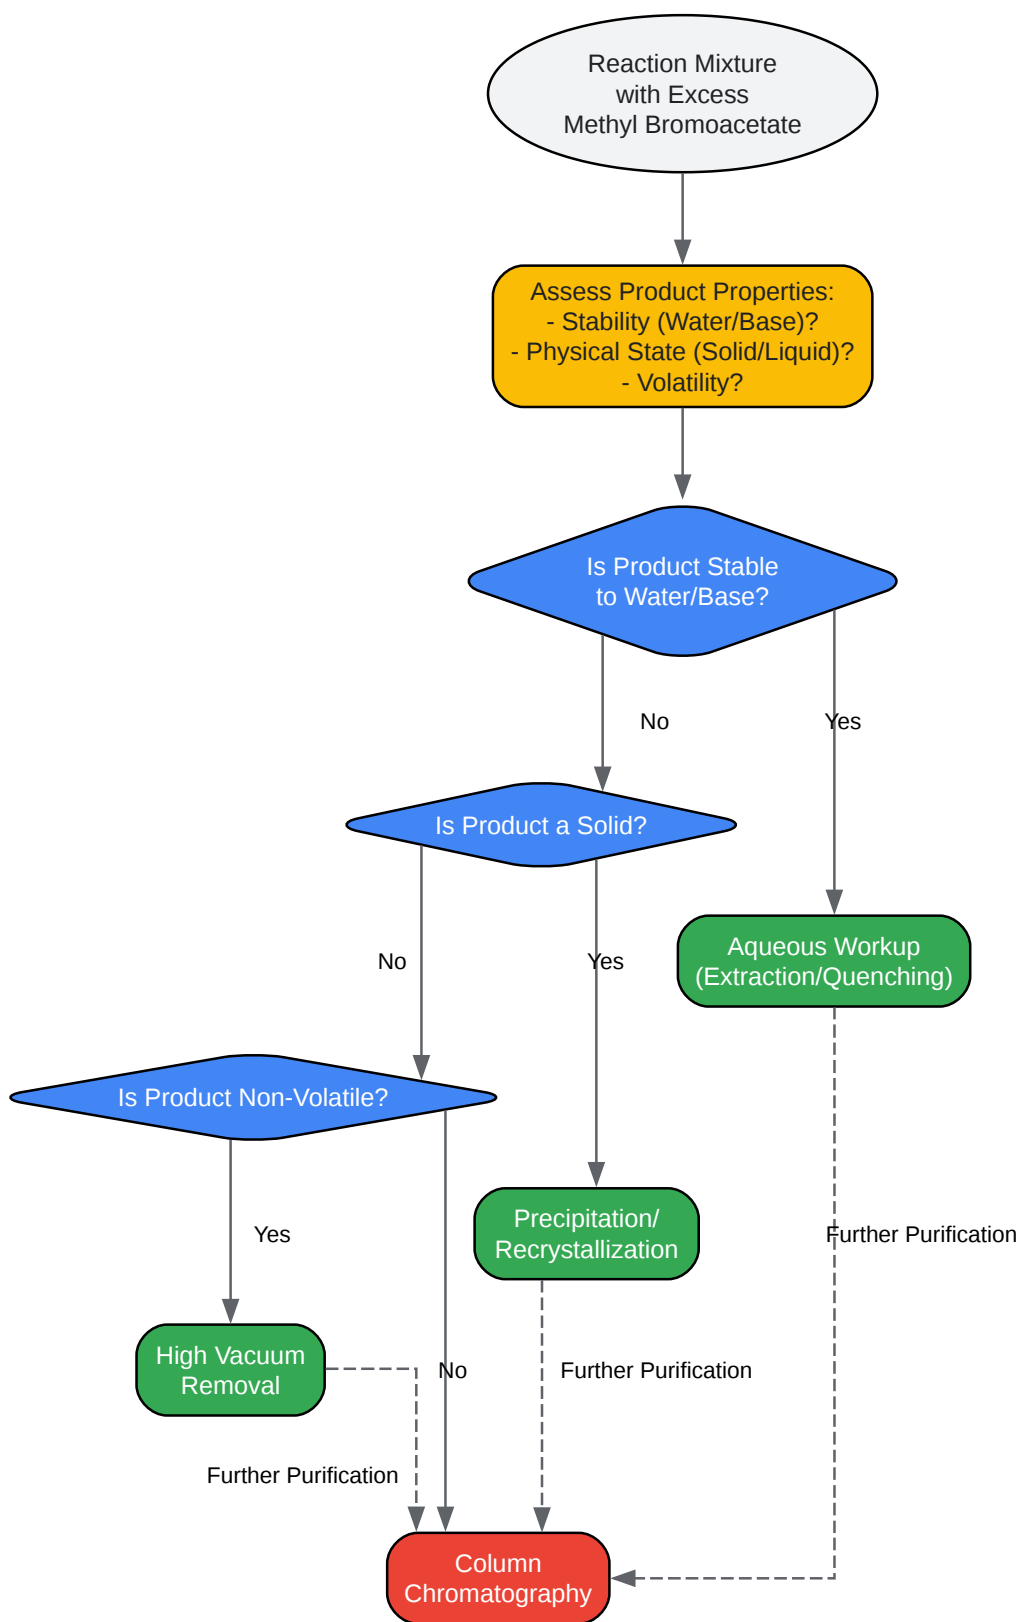 Reaction Mixture
with Excess
Methyl Bromoacetate
Assess Product Properties:
- Stability (Water/Base)?
- Physical State (Solid/Liquid)?
- Volatility?
Is Product Stable
to Water/Base?
No
Yes
Is Product a Solid?
Aqueous Workup
(Extraction/Quenching)
No
Yes
Is Product Non-Volatile?
Precipitation/
Recrystallization
Yes
Further Purification
High Vacuum
Removal
No
Further Purification
Further Purification
Column
Chromatography